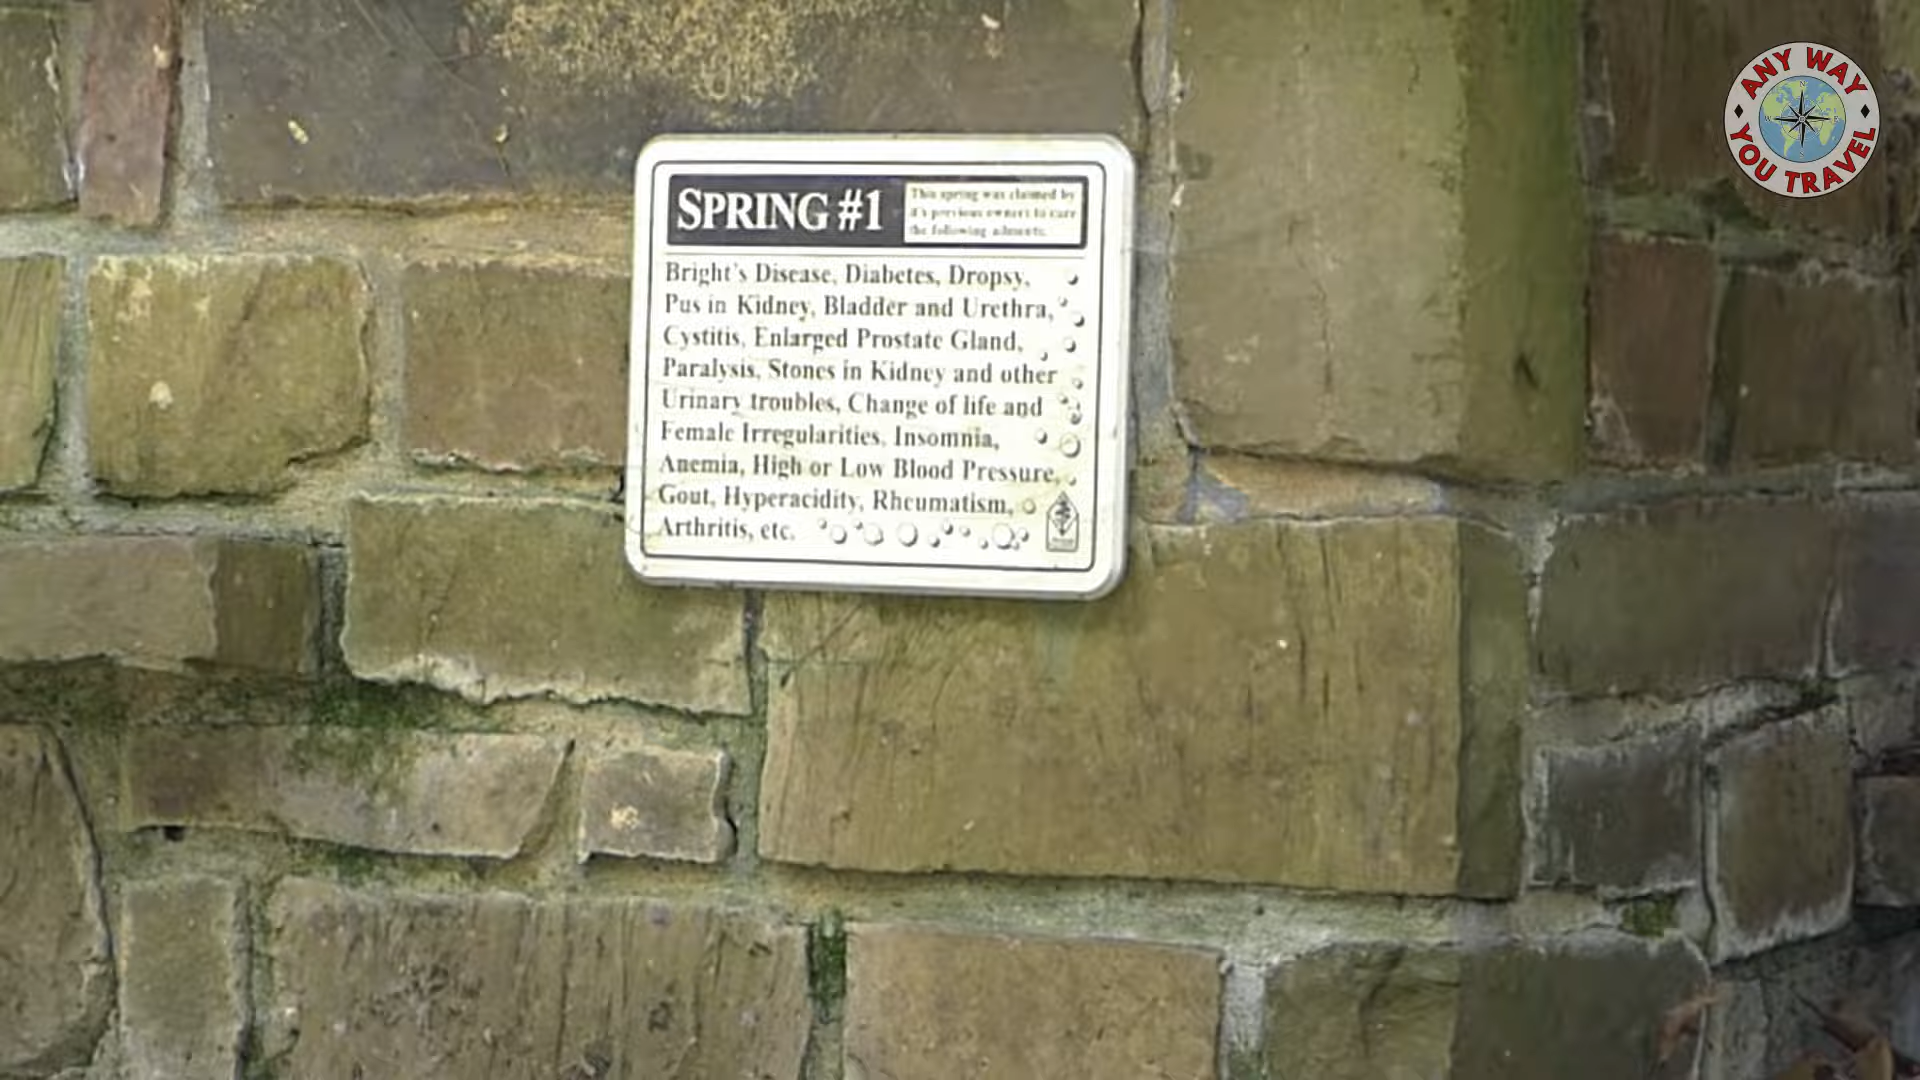 SPRING #1
This spring was claimed by
it's previous owners to cure
the following ailments:
Bright's Disease, Diabetes, Dropsy,
Pus in Kidney, Bladder and Urethra,
Cystitis, Enlarged Prostate Gland,
Paralysis, Stones in Kidney and other
Urinary troubles, Change of life and
Female Irregularities, Insomnia,
Anemia, High or Low Blood Pressure,
Gout, Hyperacidity, Rheumatism,
Arthritis, etc.
ANY WAY
YOU TRAVEL